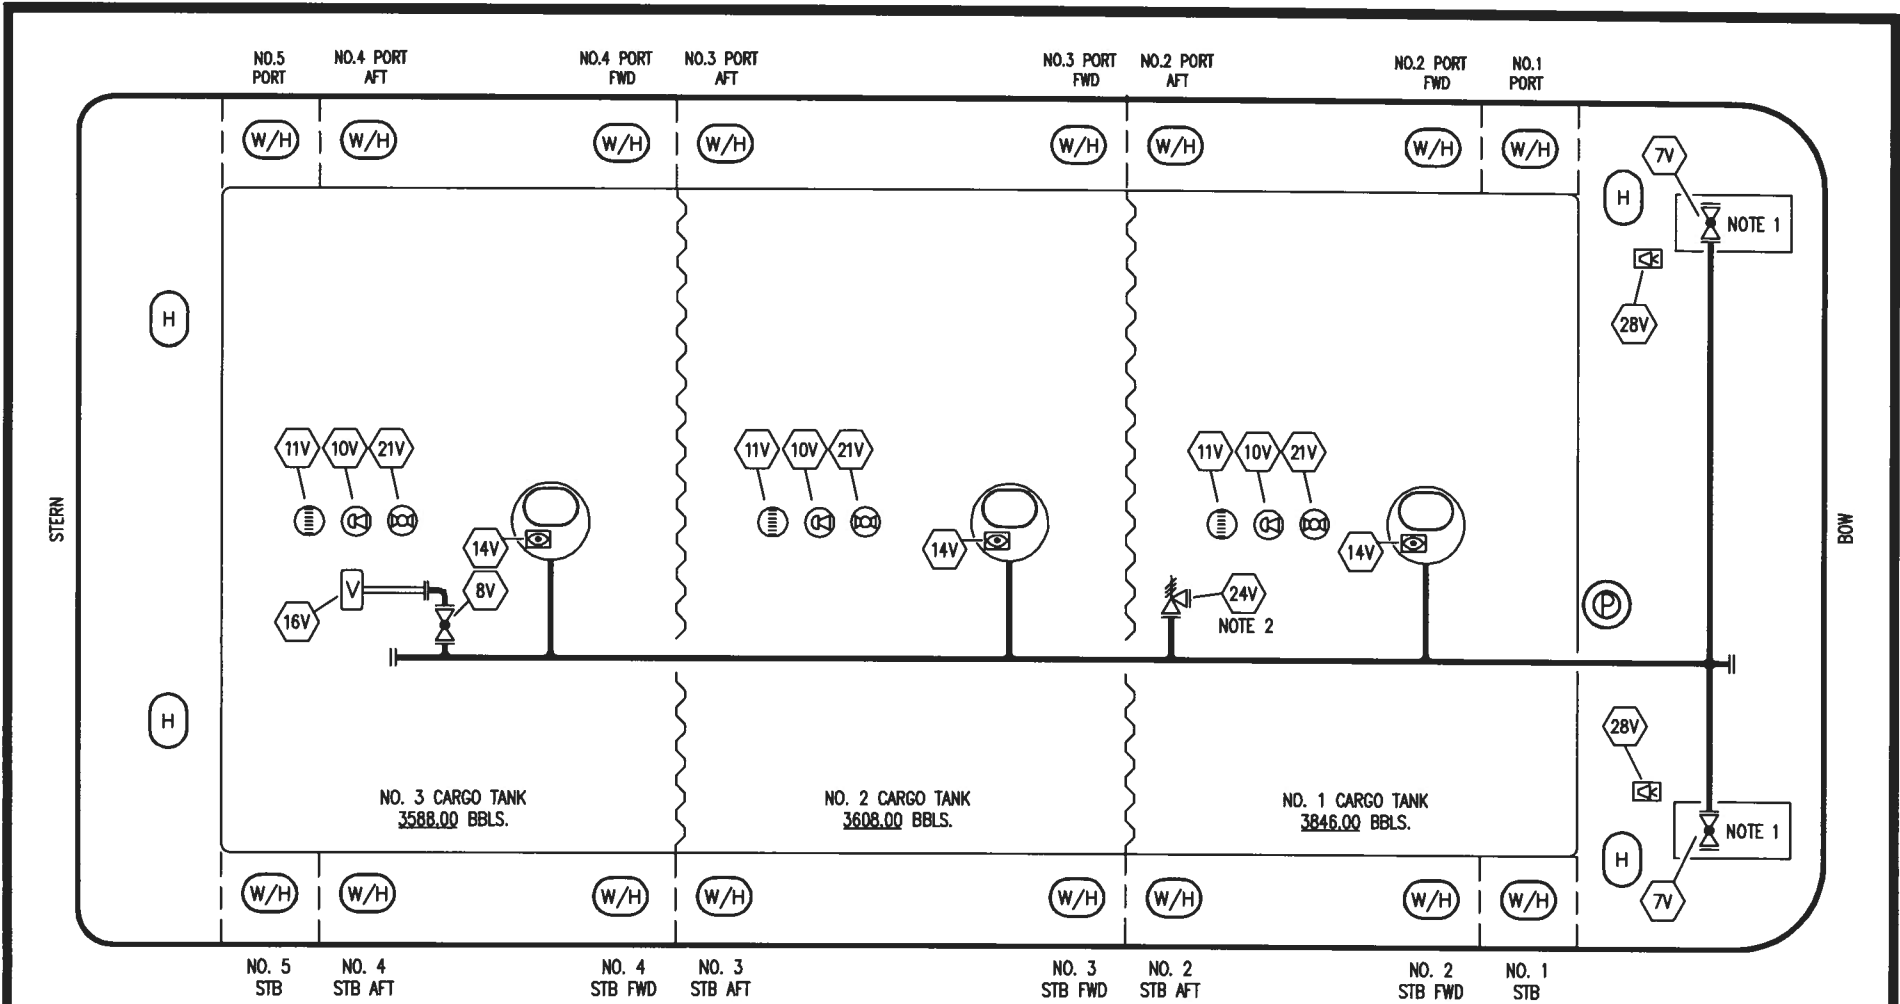 NO.5
PORT
NO.4 PORT
AFT
NO.4 PORT
FWD
NO.3 PORT
AFT
NO.3 PORT
FWD
NO.2 PORT
AFT
NO.2 PORT
FWD
NO.1
PORT
W/H
W/H
W/H
W/H
W/H
W/H
W/H
W/H
7V
H
NOTE 1
28V
H
STERN
11V
10V
21V
11V
10V
21V
11V
10V
21V
BOW
14V
14V
14V
8V
V
16V
24V
NOTE 2
P
H
28V
NO. 3 CARGO TANK
3588.00 BBLS.
NO. 2 CARGO TANK
3608.00 BBLS.
NO. 1 CARGO TANK
3846.00 BBLS.
NOTE 1
H
7V
W/H
W/H
W/H
W/H
W/H
W/H
W/H
W/H
NO. 5
STB
NO. 4
STB AFT
NO. 4
STB FWD
NO. 3
STB AFT
NO. 3
STB FWD
NO. 2
STB AFT
NO. 2
STB FWD
NO. 1
STB